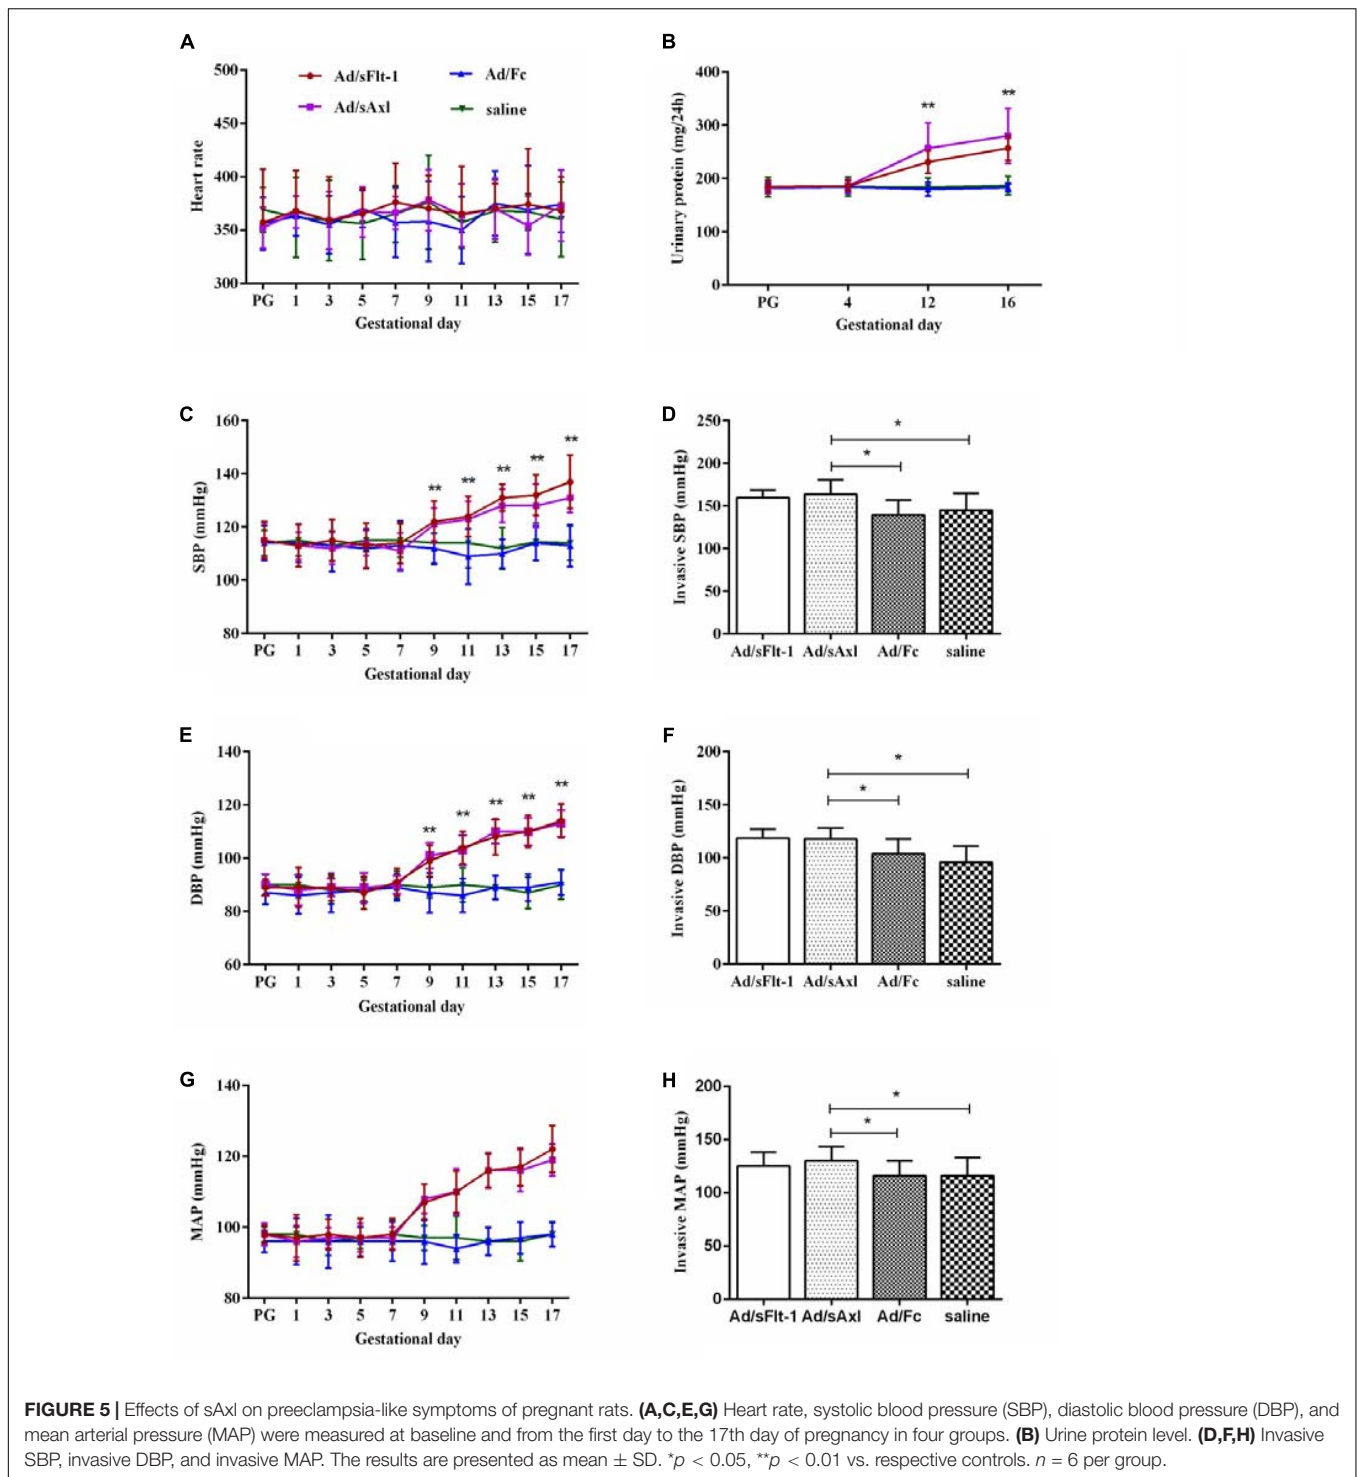 A
500
450
400
350
300
Heart rate
Ad/sFlt-1
Ad/sAxl
Ad/Fc
saline
PG 1 3 5 7 9 11 13 15 17
Gestational day
B
400
300
200
100
0
Urinary protein (mg/24h)
** **
PG 4 12 16
Gestational day
C
160
140
120
100
80
SBP (mmHg)
** ** ** ** **
PG 1 3 5 7 9 11 13 15 17
Gestational day
D
250
200
150
100
50
0
Invasive SBP (mmHg)
*
*
Ad/sFlt-1 Ad/sAxl Ad/Fc saline
E
140
120
100
80
60
DBP (mmHg)
** ** ** ** **
PG 1 3 5 7 9 11 13 15 17
Gestational day
F
200
150
100
50
0
Invasive DBP (mmHg)
*
*
Ad/sFlt-1 Ad/sAxl Ad/Fc saline
G
140
120
100
80
MAP (mmHg)
PG 1 3 5 7 9 11 13 15 17
Gestational day
H
200
150
100
50
0
Invasive MAP (mmHg)
*
*
Ad/sFlt-1 Ad/sAxl Ad/Fc saline
FIGURE 5 | Effects of sAxl on preeclampsia-like symptoms of pregnant rats. (A,C,E,G) Heart rate, systolic blood pressure (SBP), diastolic blood pressure (DBP), and
mean arterial pressure (MAP) were measured at baseline and from the first day to the 17th day of pregnancy in four groups. (B) Urine protein level. (D,F,H) Invasive
SBP, invasive DBP, and invasive MAP. The results are presented as mean ± SD. *p < 0.05, **p < 0.01 vs. respective controls. n = 6 per group.